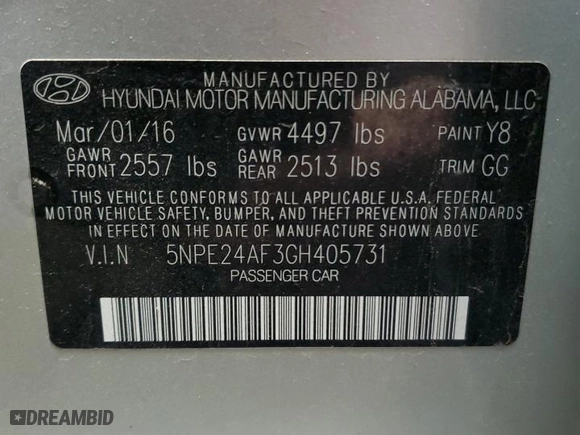 MANUFACTURED BY
HYUNDAI MOTOR MANUFACTURING ALABAMA, LLC
Mar/01/16 GVWR 4497 lbs PAINT Y8
GAWR FRONT 2557 lbs GAWR REAR 2513 lbs TRIM GG
THIS VEHICLE CONFORMS TO ALL APPLICABLE U.S.A. FEDERAL
MOTOR VEHICLE SAFETY, BUMPER, AND THEFT PREVENTION STANDARDS
IN EFFECT ON THE DATE OF MANUFACTURE SHOWN ABOVE.
V.I.N 5NPE24AF3GH405731
PASSENGER CAR
DREAMBID